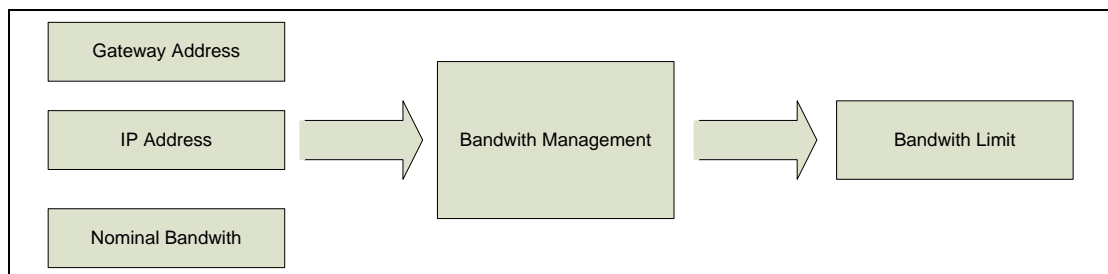 Gateway Address
IP Address
Nominal Bandwith
Bandwith Management
Bandwith Limit